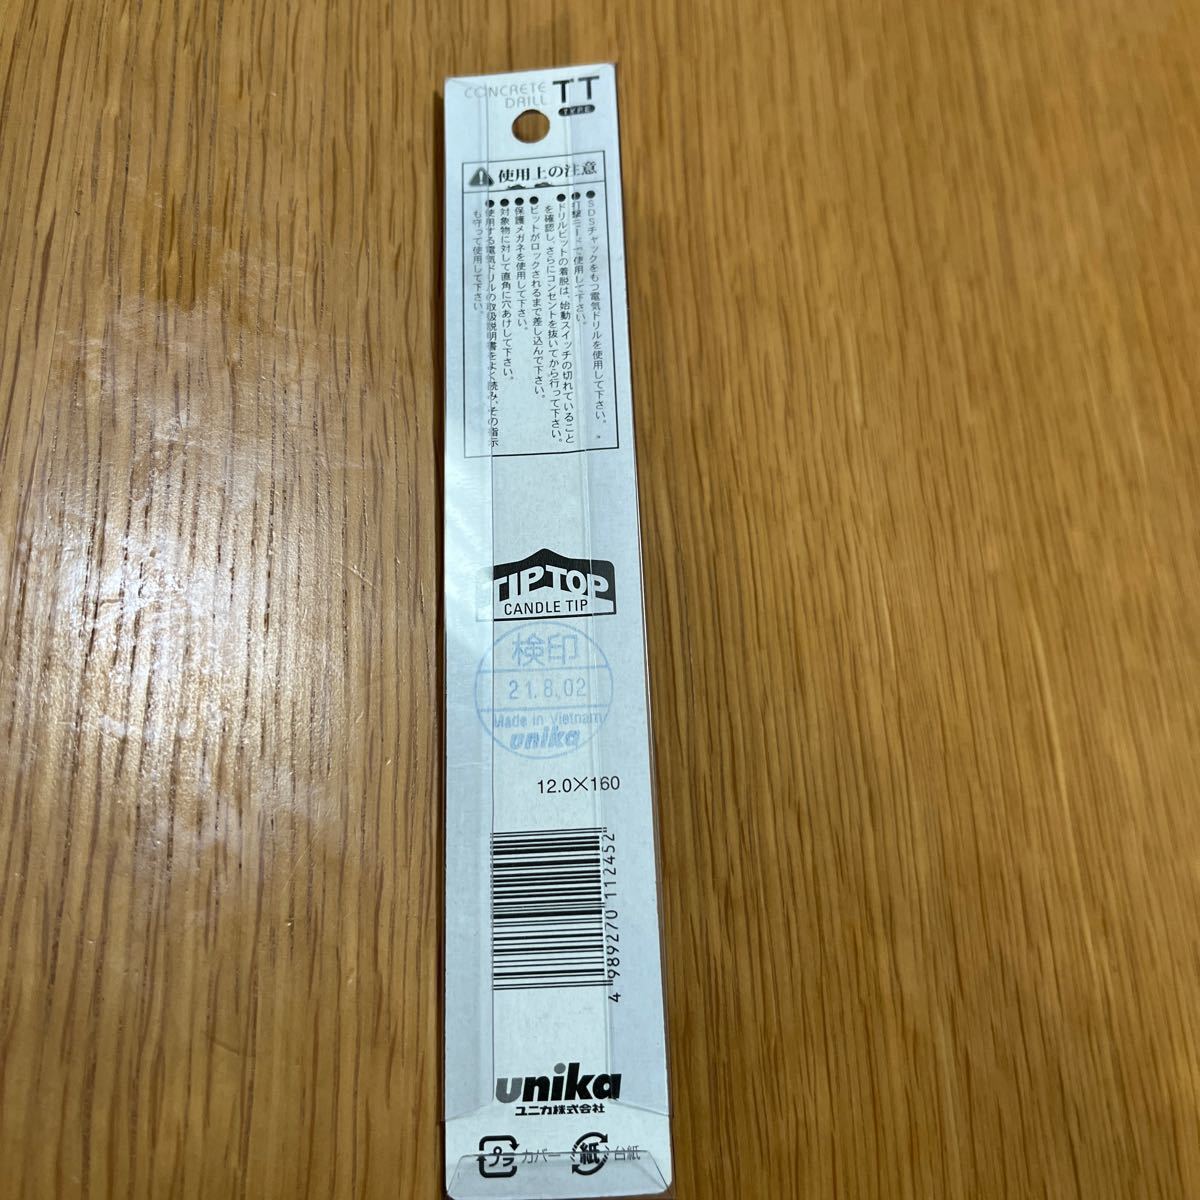 CONCRETE
DRILL
TT
TYPE
使用上の注意
●SDSチャックをもつ電気ドリルを使用して下さい。
●打撃モードで使用して下さい。
●ドリルビットの着脱は、始動スイッチの切れていること
を確認し、さらにコンセントを抜いてから行って下さい。
●ビットがロックされるまで差し込んで下さい。
●保護メガネを使用して下さい。
●対象物に対して直角に穴あけして下さい。
●使用する電気ドリルの取扱説明書をよく読み、その指示
も守って使用して下さい。
TIP TOP
CANDLE TIP
検印
21.8.02
Made in Vietnam
unika
12.0×160
4 989270 112452
unika
ユニカ株式会社
プラ カバー 紙 台紙